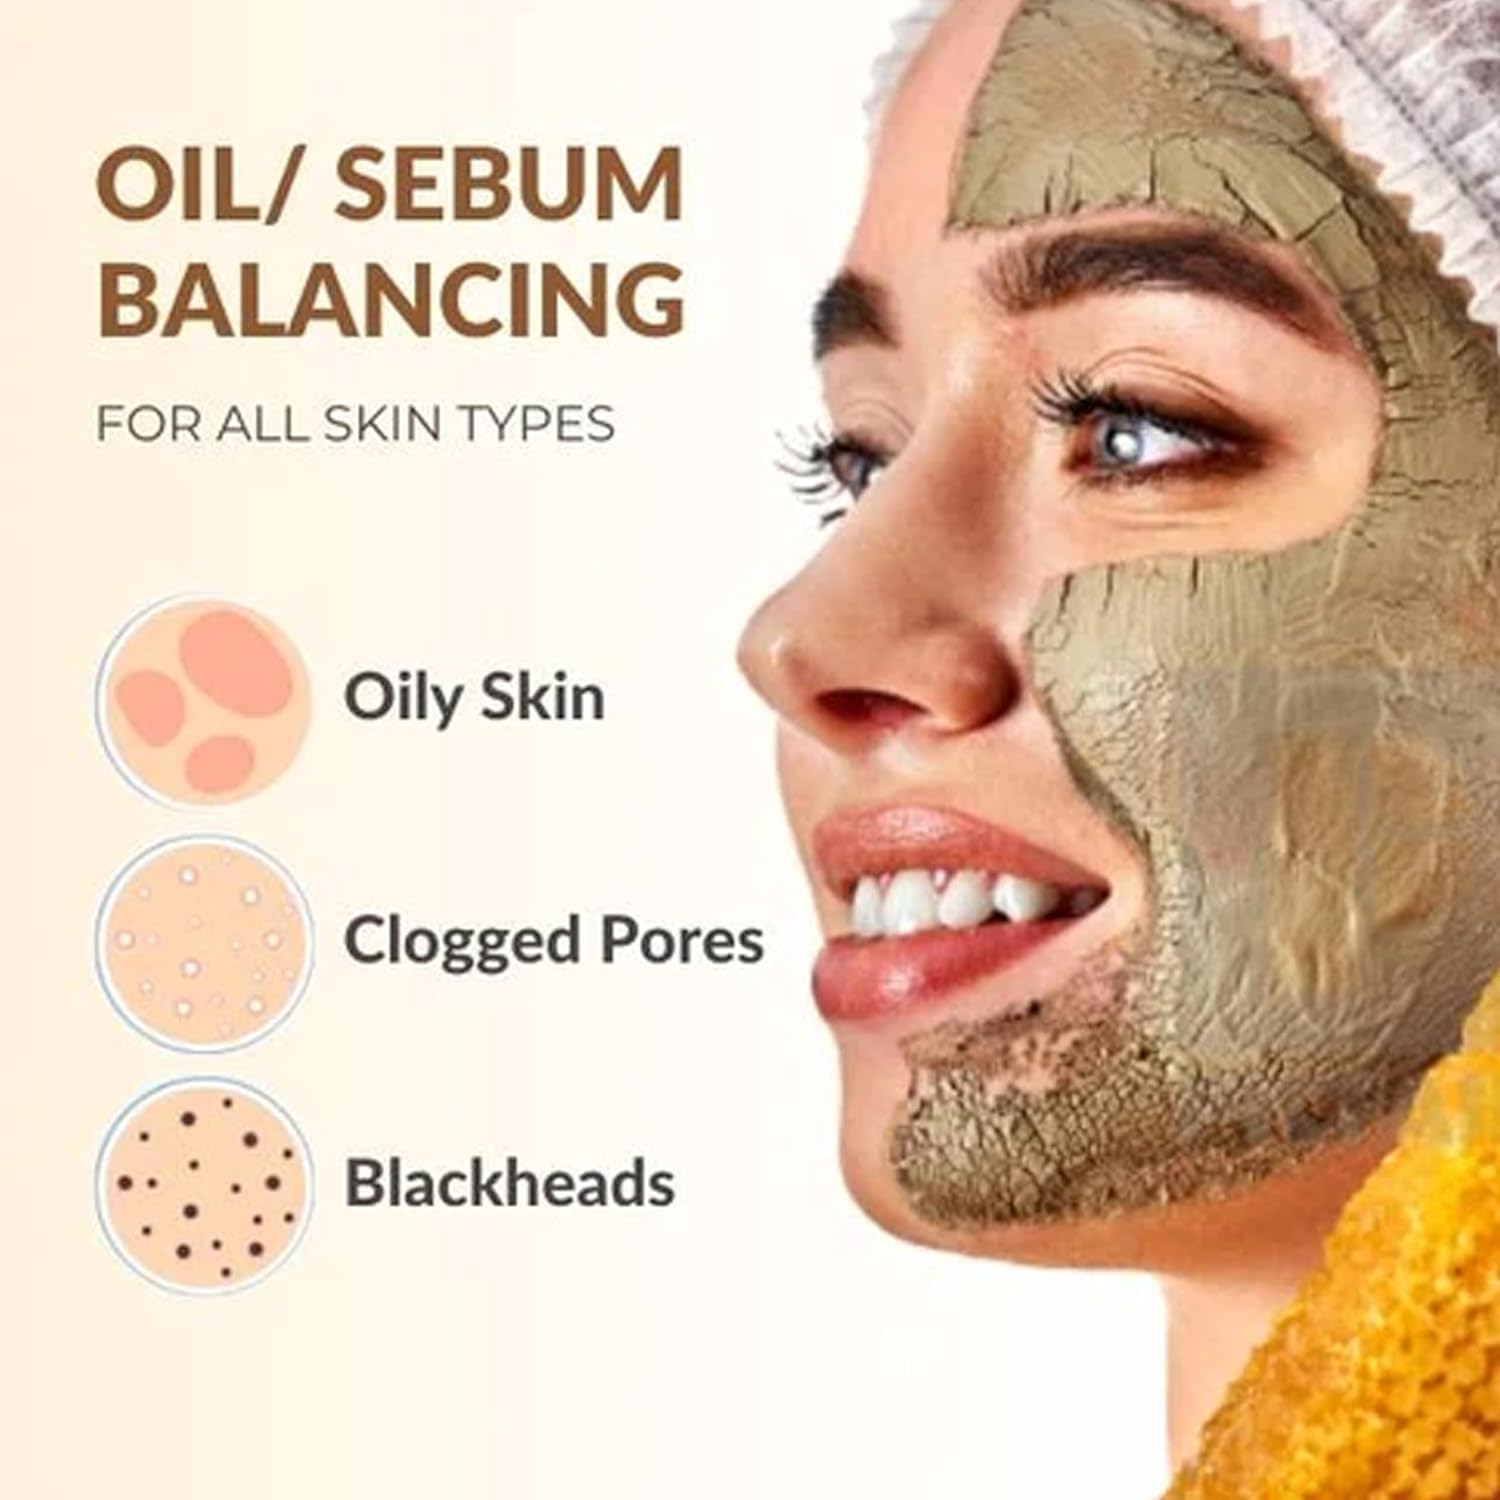 OIL/ SEBUM
BALANCING
FOR ALL SKIN TYPES
Oily Skin
Clogged Pores
Blackheads